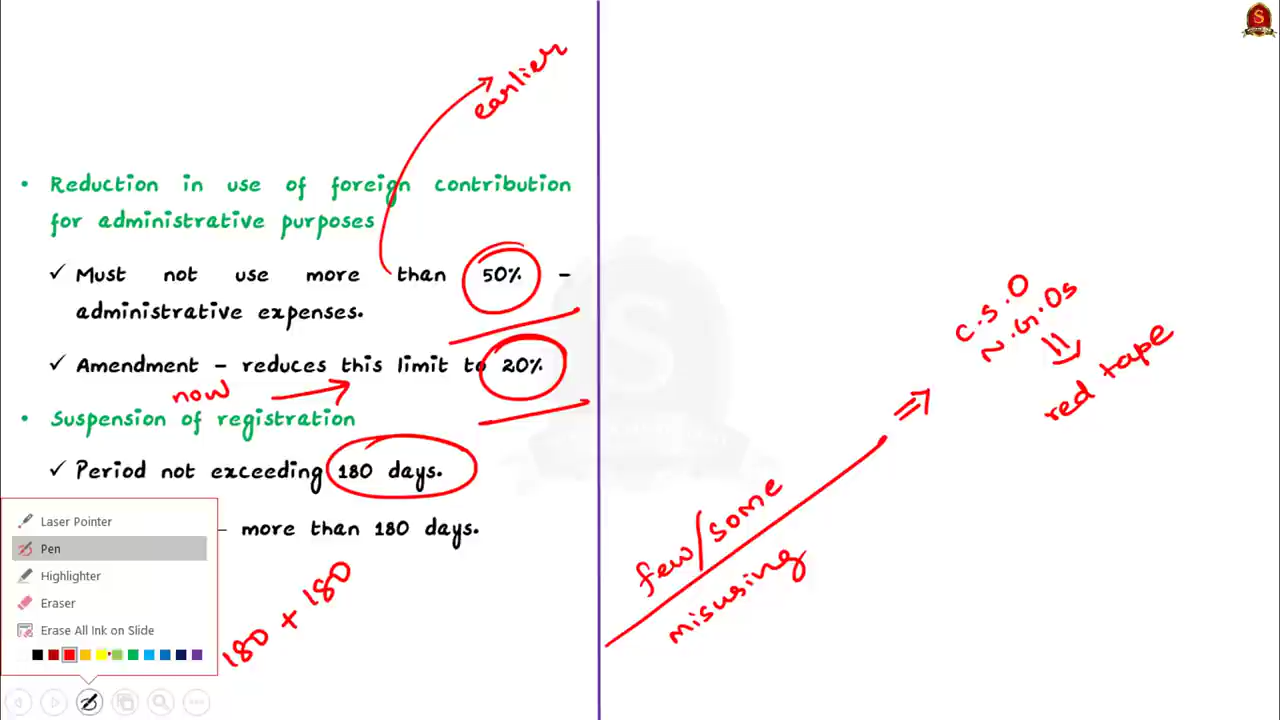 earlier
• Reduction in use of foreign contribution
for administrative purposes
✓ Must not use more than 50% -
administrative expenses.
✓ Amendment - reduces this limit to 20%
now
• Suspension of registration
✓ Period not exceeding 180 days.
- more than 180 days.
180 + 180
Laser Pointer
Pen
Highlighter
Eraser
Erase All Ink on Slide
few/some
misusing
C.S.O
N.G.Os
red tape
S